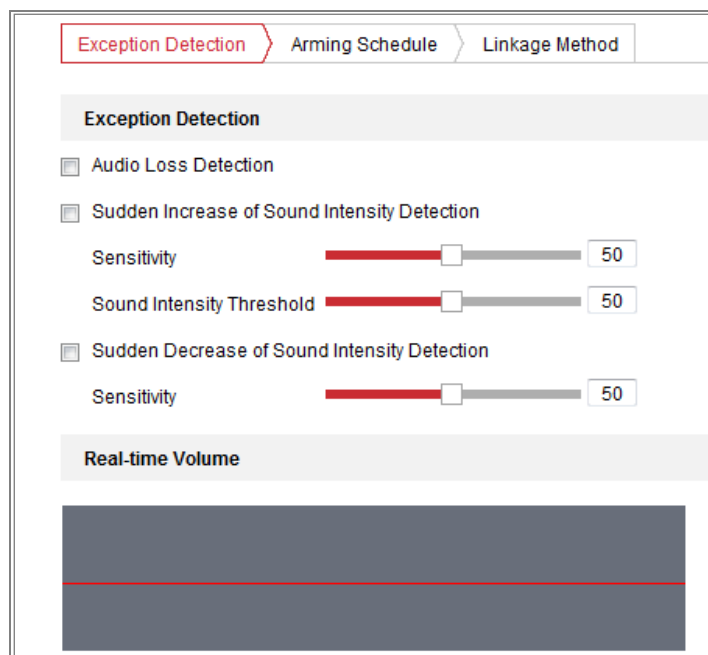 Exception Detection Arming Schedule Linkage Method
Exception Detection
Audio Loss Detection
Sudden Increase of Sound Intensity Detection
Sensitivity 50
Sound Intensity Threshold 50
Sudden Decrease of Sound Intensity Detection
Sensitivity 50
Real-time Volume